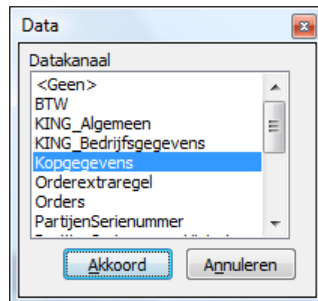 Data
Datakanaal
<Geen>
BTW
KING_Algemeen
KING_Bedrijfsgegevens
Kopgegevens
Orderextraregel
Orders
PartijenSerienummer
Akkoord
Annuleren